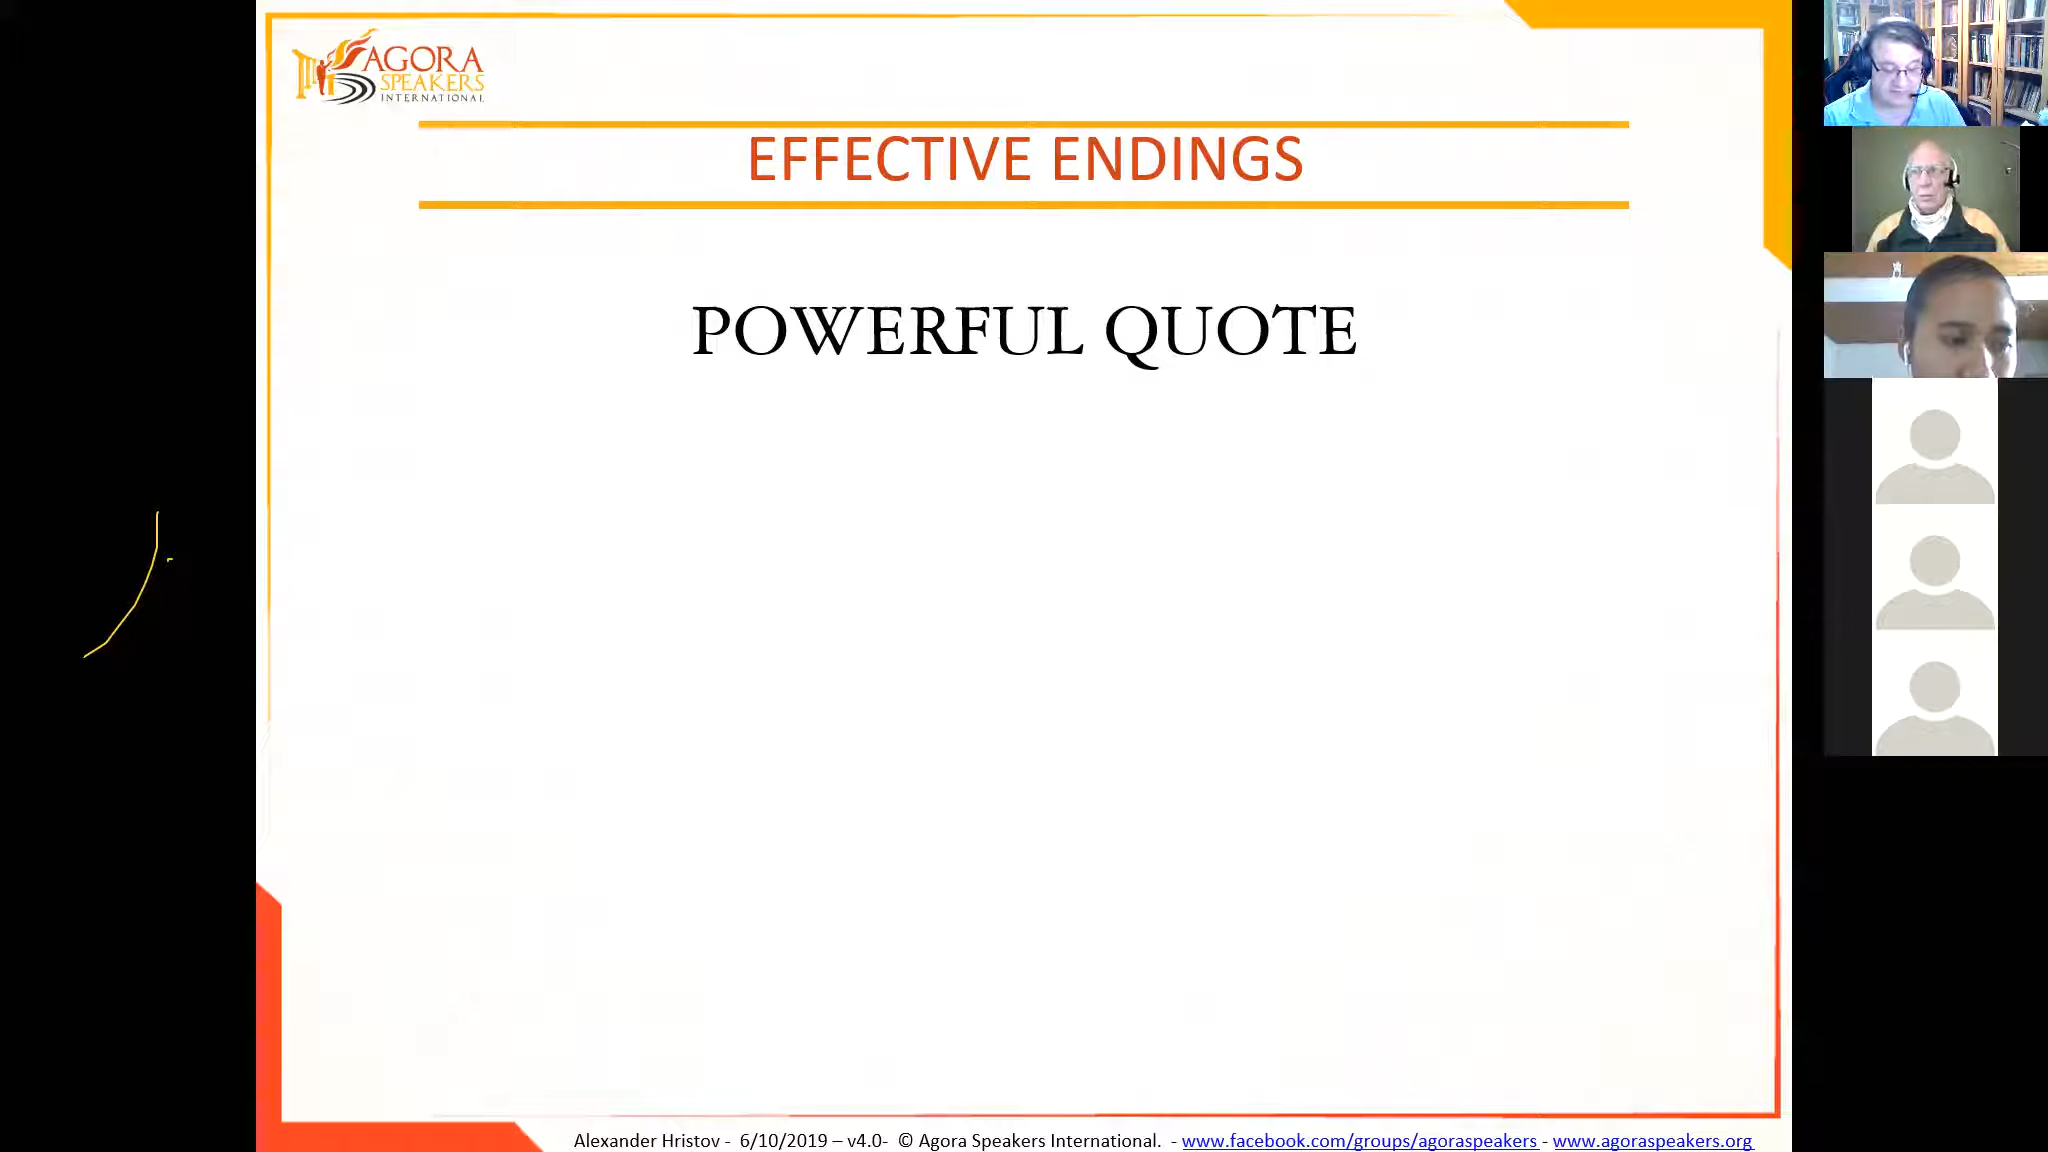 AGORA
SPEAKERS
INTERNATIONAL
EFFECTIVE ENDINGS
POWERFUL QUOTE
Alexander Hristov - 6/10/2019 – v4.0- © Agora Speakers International. - www.facebook.com/groups/agoraspeakers - www.agoraspeakers.org